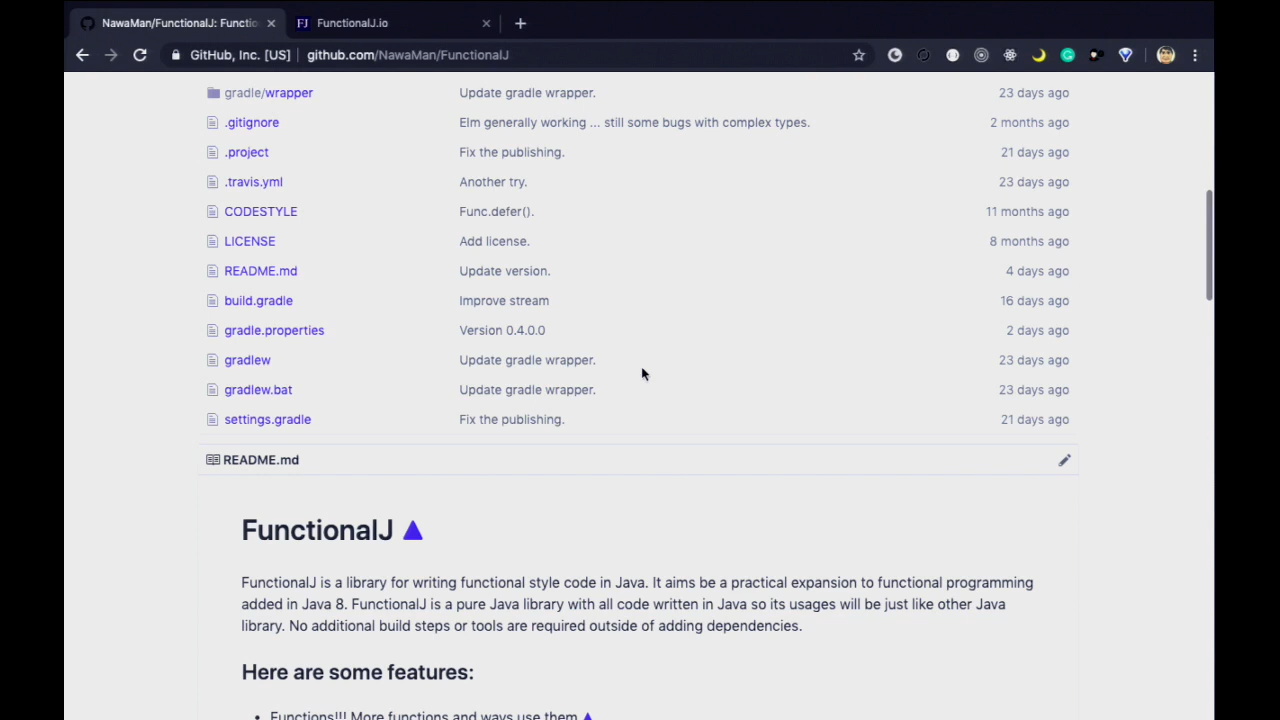 NawaMan/FunctionalJ: Functio
FJ FunctionalJ.io
GitHub, Inc. [US] github.com/NawaMan/FunctionalJ
gradle/wrapper Update gradle wrapper. 23 days ago
.gitignore Elm generally working ... still some bugs with complex types. 2 months ago
.project Fix the publishing. 21 days ago
.travis.yml Another try. 23 days ago
CODESTYLE Func.defer(). 11 months ago
LICENSE Add license. 8 months ago
README.md Update version. 4 days ago
build.gradle Improve stream 16 days ago
gradle.properties Version 0.4.0.0 2 days ago
gradlew Update gradle wrapper. 23 days ago
gradlew.bat Update gradle wrapper. 23 days ago
settings.gradle Fix the publishing. 21 days ago
README.md
FunctionalJ
FunctionalJ is a library for writing functional style code in Java. It aims be a practical expansion to functional programming
added in Java 8. FunctionalJ is a pure Java library with all code written in Java so its usages will be just like other Java
library. No additional build steps or tools are required outside of adding dependencies.
Here are some features:
• Functions!!! More functions and ways use them